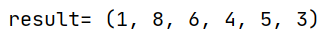 result= (1, 8, 6, 4, 5, 3)